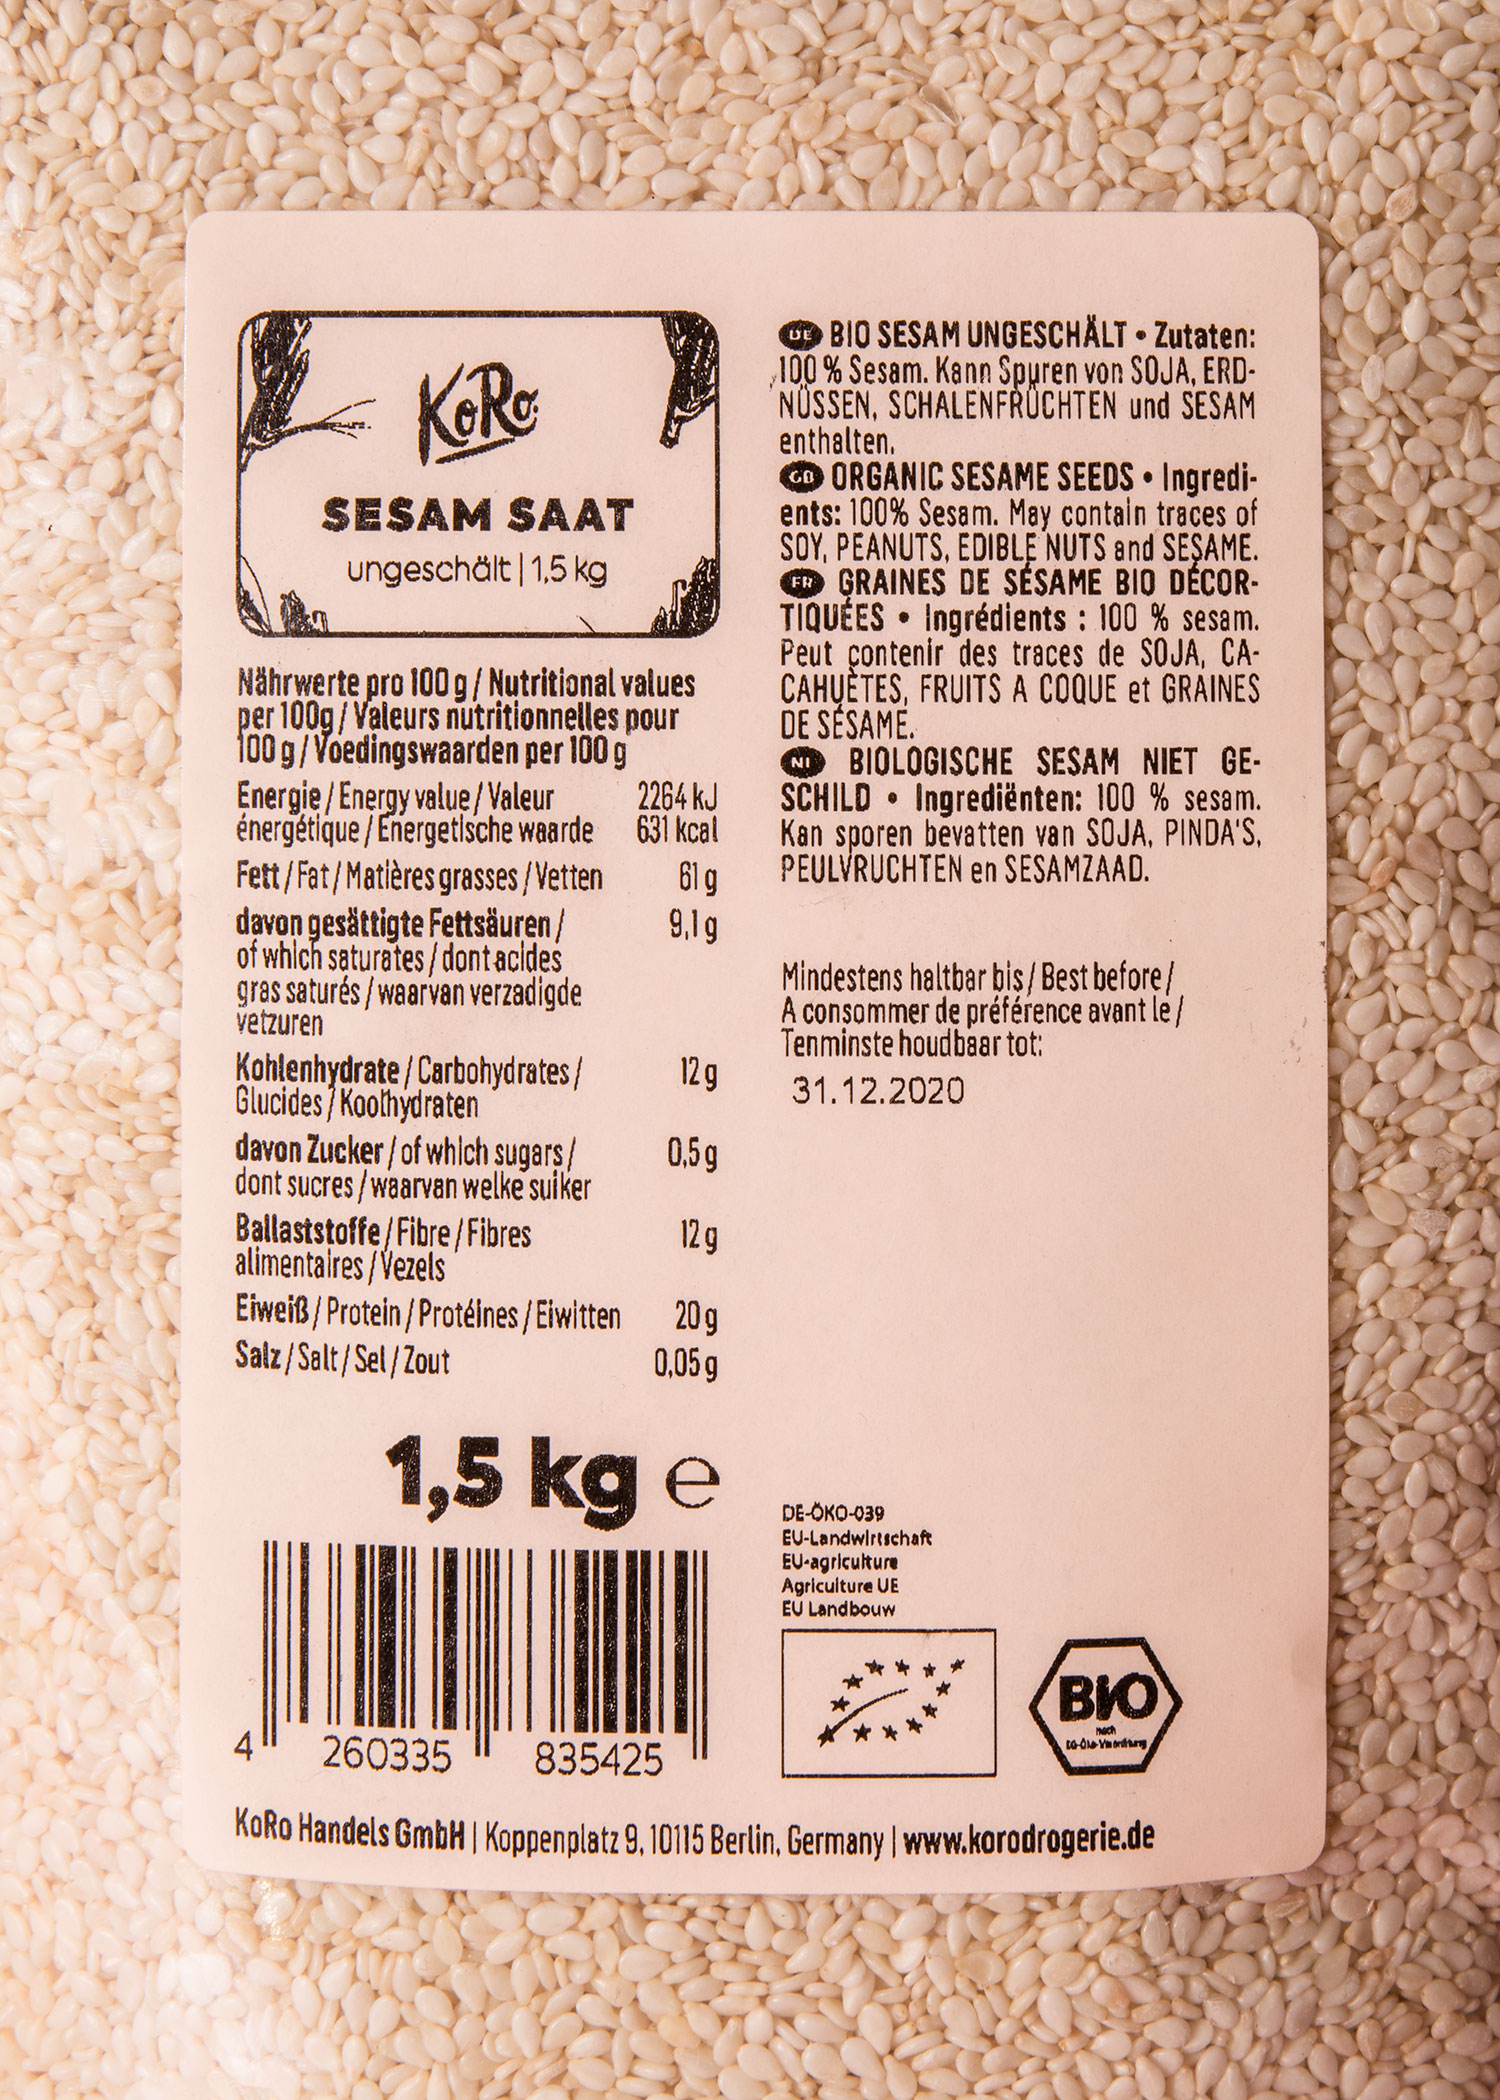 KoRo
SESAM SAAT
ungeschält | 1,5 kg
Nährwerte pro 100 g / Nutritional values
per 100g / Valeurs nutritionnelles pour
100 g / Voedingswaarden per 100 g
Energie / Energy value / Valeur 2264 kJ
énergétique / Energetische waarde 631 kcal
Fett / Fat / Matières grasses / Vetten 61 g
davon gesättigte Fettsäuren / 9,1 g
of which saturates / dont acides
gras saturés / waarvan verzadigde
vetzuren
Kohlenhydrate / Carbohydrates / 12 g
Glucides / Koolhydraten
davon Zucker / of which sugars / 0,5 g
dont sucres / waarvan welke suiker
Ballaststoffe / Fibre / Fibres 12 g
alimentaires / Vezels
Eiweiß / Protein / Protéines / Eiwitten 20 g
Salz / Salt / Sel / Zout 0,05 g
1,5 kg e
4 260335 835425
DE BIO SESAM UNGESCHÄLT • Zutaten:
100 % Sesam. Kann Spuren von SOJA, ERD-
NÜSSEN, SCHALENFRÜCHTEN und SESAM
enthalten.
GB ORGANIC SESAME SEEDS • Ingredi-
ents: 100% Sesam. May contain traces of
SOY, PEANUTS, EDIBLE NUTS and SESAME.
FR GRAINES DE SÉSAME BIO DÉCOR-
TIQUÉES • Ingrédients : 100 % sesam.
Peut contenir des traces de SOJA, CA-
CAHUÈTES, FRUITS A COQUE et GRAINES
DE SÉSAME.
Nl BIOLOGISCHE SESAM NIET GE-
SCHILD • Ingrediënten: 100 % sesam.
Kan sporen bevatten van SOJA, PINDA'S,
PEULVRUCHTEN en SESAMZAAD.
Mindestens haltbar bis / Best before /
A consommer de préférence avant le /
Tenminste houdbaar tot:
31.12.2020
DE-ÖKO-039
EU-Landwirtschaft
EU-agriculture
Agriculture UE
EU Landbouw
BIO
nach
EG-Öko-Verordnung
KoRo Handels GmbH | Koppenplatz 9, 10115 Berlin, Germany | www.korodrogerie.de